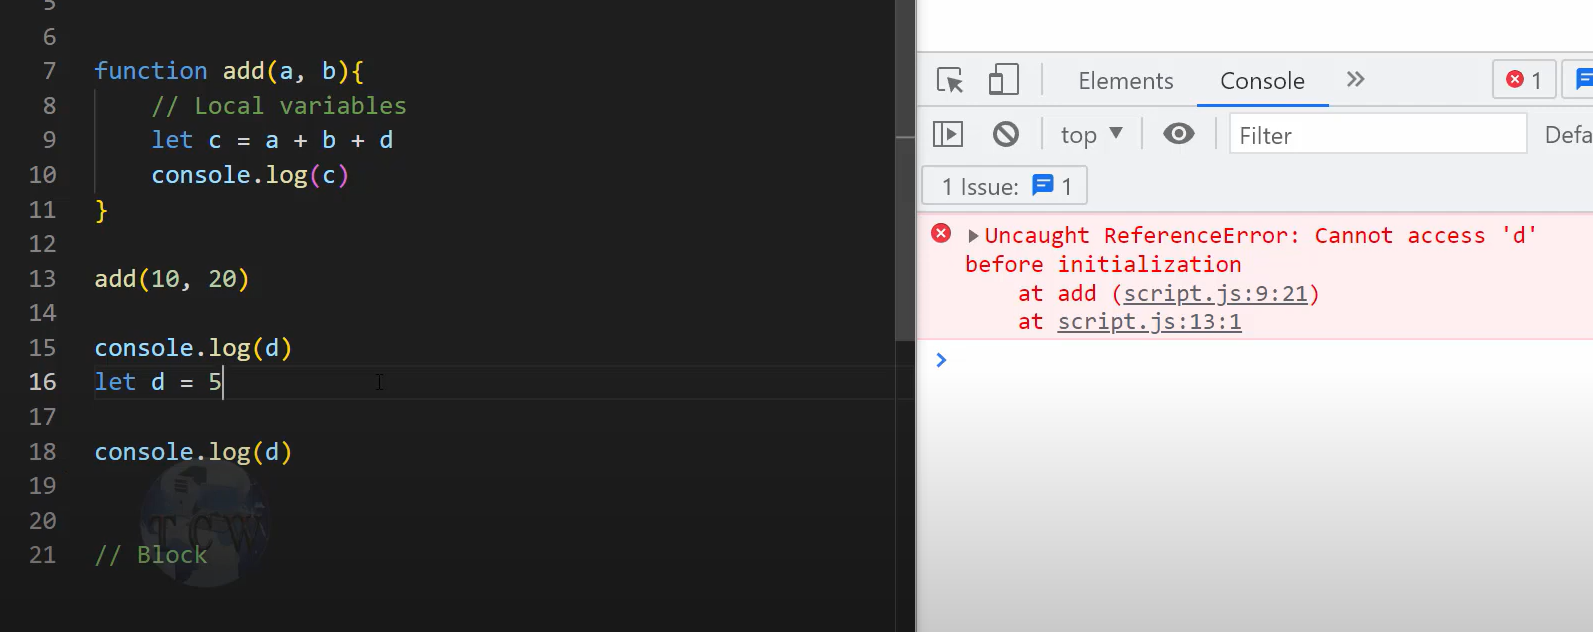 5
6
7 function add(a, b){
8 // Local variables
9 let c = a + b + d
10 console.log(c)
11 }
12
13 add(10, 20)
14
15 console.log(d)
16 let d = 5
17
18 console.log(d)
19
20
21 // Block
TCW
Elements Console 1
top Filter Defa
1 Issue: 1
Uncaught ReferenceError: Cannot access 'd'
before initialization
at add (script.js:9:21)
at script.js:13:1